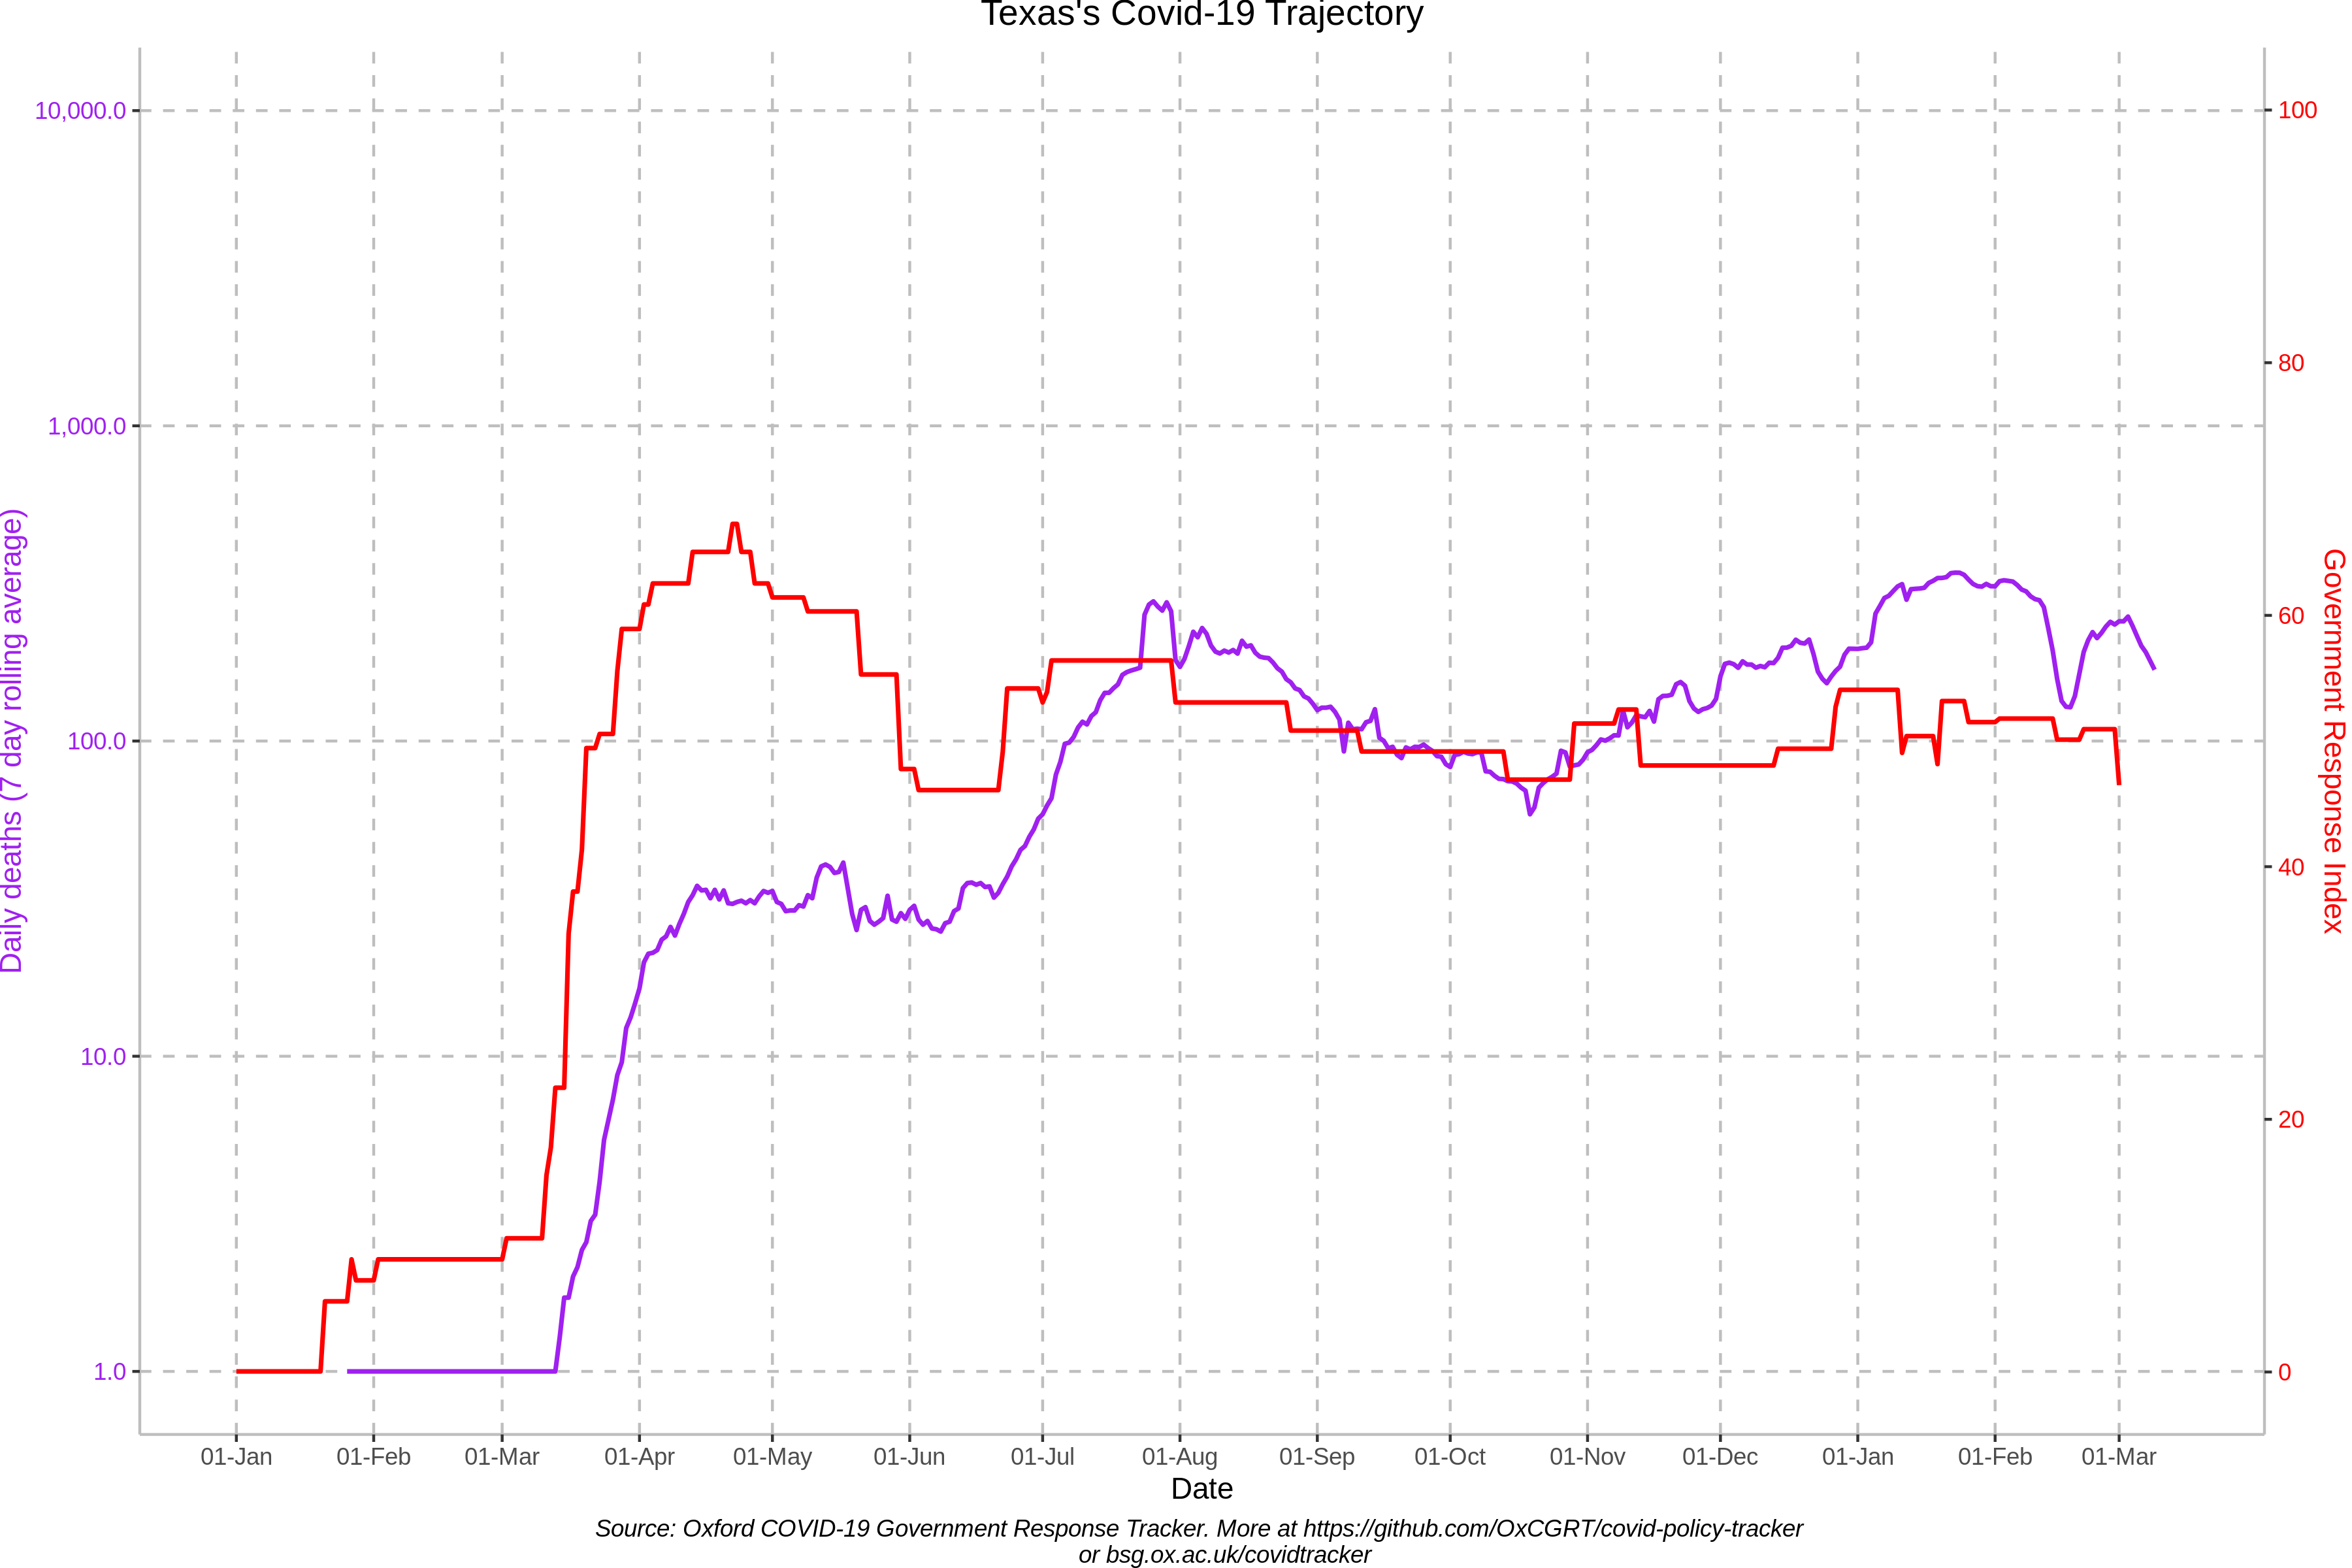 Texas's Covid-19 Trajectory
10,000.0
1,000.0
100.0
10.0
1.0
Daily deaths (7 day rolling average)
100
80
60
40
20
0
Government Response Index
01-Jan 01-Feb 01-Mar 01-Apr 01-May 01-Jun 01-Jul 01-Aug 01-Sep 01-Oct 01-Nov 01-Dec 01-Jan 01-Feb 01-Mar
Date
Source: Oxford COVID-19 Government Response Tracker. More at https://github.com/OxCGRT/covid-policy-tracker
or bsg.ox.ac.uk/covidtracker